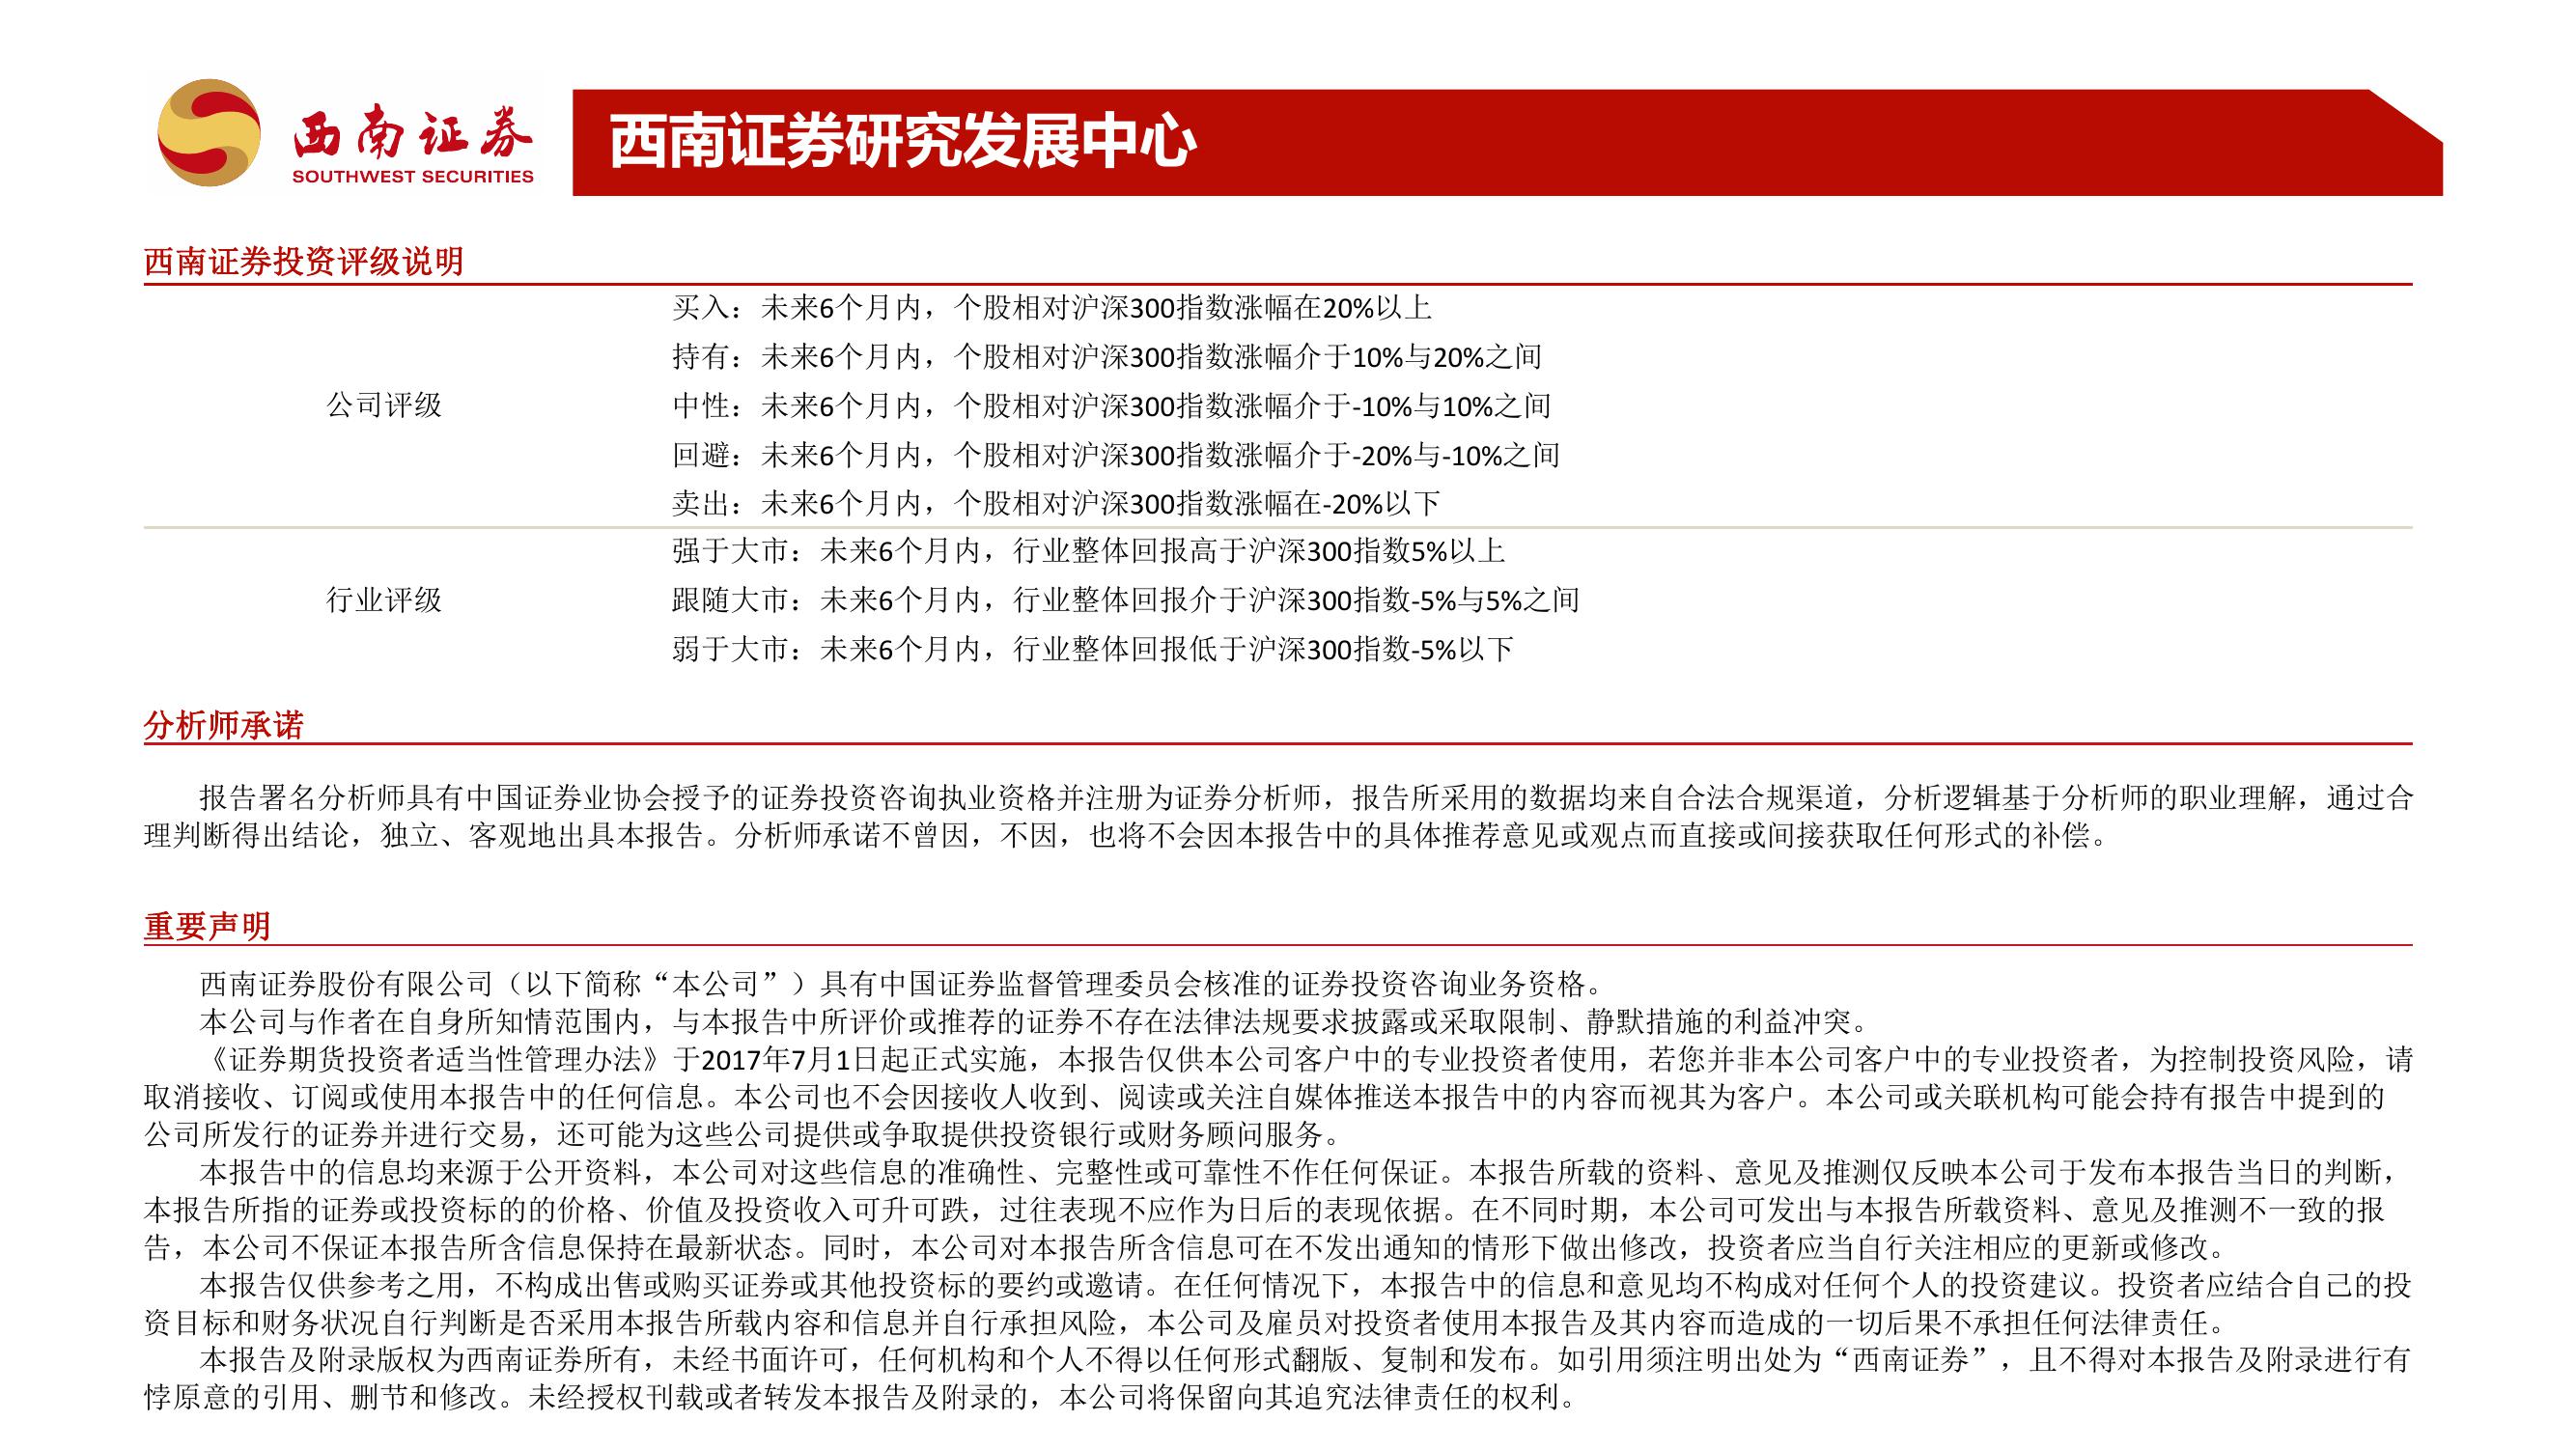 西南证券
SOUTHWEST SECURITIES
西南证券研究发展中心
西南证券投资评级说明
公司评级
买入：未来6个月内，个股相对沪深300指数涨幅在20%以上
持有：未来6个月内，个股相对沪深300指数涨幅介于10%与20%之间
中性：未来6个月内，个股相对沪深300指数涨幅介于-10%与10%之间
回避：未来6个月内，个股相对沪深300指数涨幅介于-20%与-10%之间
卖出：未来6个月内，个股相对沪深300指数涨幅在-20%以下
行业评级
强于大市：未来6个月内，行业整体回报高于沪深300指数5%以上
跟随大市：未来6个月内，行业整体回报介于沪深300指数-5%与5%之间
弱于大市：未来6个月内，行业整体回报低于沪深300指数-5%以下
分析师承诺
报告署名分析师具有中国证券业协会授予的证券投资咨询执业资格并注册为证券分析师，报告所采用的数据均来自合法合规渠道，分析逻辑基于分析师的职业理解，通过合
理判断得出结论，独立、客观地出具本报告。分析师承诺不曾因，不因，也将不会因本报告中的具体推荐意见或观点而直接或间接获取任何形式的补偿。
重要声明
西南证券股份有限公司（以下简称“本公司”）具有中国证券监督管理委员会核准的证券投资咨询业务资格。
本公司与作者在自身所知情范围内，与本报告中所评价或推荐的证券不存在法律法规要求披露或采取限制、静默措施的利益冲突。
《证券期货投资者适当性管理办法》于2017年7月1日起正式实施，本报告仅供本公司客户中的专业投资者使用，若您并非本公司客户中的专业投资者，为控制投资风险，请
取消接收、订阅或使用本报告中的任何信息。本公司也不会因接收人收到、阅读或关注自媒体推送本报告中的内容而视其为客户。本公司或关联机构可能会持有报告中提到的
公司所发行的证券并进行交易，还可能为这些公司提供或争取提供投资银行或财务顾问服务。
本报告中的信息均来源于公开资料，本公司对这些信息的准确性、完整性或可靠性不作任何保证。本报告所载的资料、意见及推测仅反映本公司于发布本报告当日的判断，
本报告所指的证券或投资标的的价格、价值及投资收入可升可跌，过往表现不应作为日后的表现依据。在不同时期，本公司可发出与本报告所载资料、意见及推测不一致的报
告，本公司不保证本报告所含信息保持在最新状态。同时，本公司对本报告所含信息可在不发出通知的情形下做出修改，投资者应当自行关注相应的更新或修改。
本报告仅供参考之用，不构成出售或购买证券或其他投资标的要约或邀请。在任何情况下，本报告中的信息和意见均不构成对任何个人的投资建议。投资者应结合自己的投
资目标和财务状况自行判断是否采用本报告所载内容和信息并自行承担风险，本公司及雇员对投资者使用本报告及其内容而造成的一切后果不承担任何法律责任。
本报告及附录版权为西南证券所有，未经书面许可，任何机构和个人不得以任何形式翻版、复制和发布。如引用须注明出处为“西南证券”，且不得对本报告及附录进行有
悖原意的引用、删节和修改。未经授权刊载或者转发本报告及附录的，本公司将保留向其追究法律责任的权利。